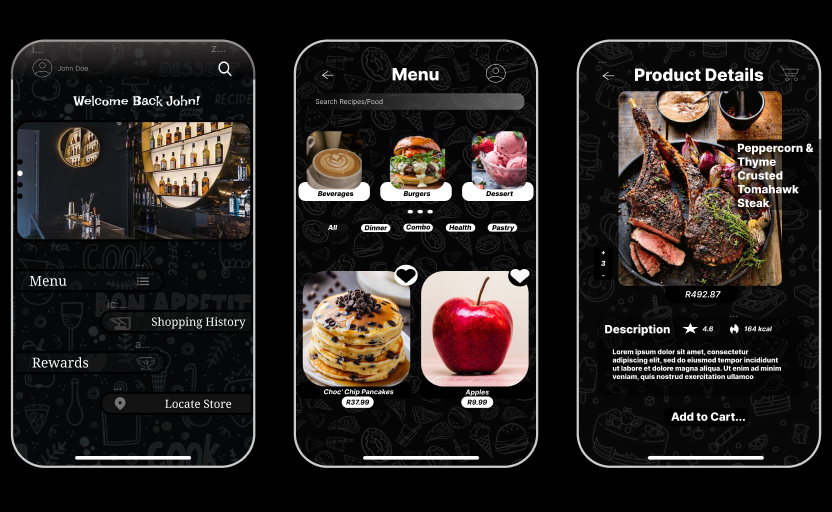 I...
Z...
John Doe
Welcome Back John!
Menu
ic...
Shopping History
a...
Rewards
Locate Store
BON APPETIT
COOK
Menu
Search Recipes/Food
Beverages
Burgers
Dessert
All
Dinner
Combo
Health
Pastry
Choc' Chip Pancakes
R37.99
Apples
R9.99
Product Details
Peppercorn &
Thyme
Crusted
Tomahawk
Steak
+
3
-
R492.87
Description
4.6
164 kcal
Lorem ipsum dolor sit amet, consectetur
adipiscing elit, sed do eiusmod tempor incididunt
ut labore et dolore magna aliqua. Ut enim ad minim
veniam, quis nostrud exercitation ullamco
Add to Cart...